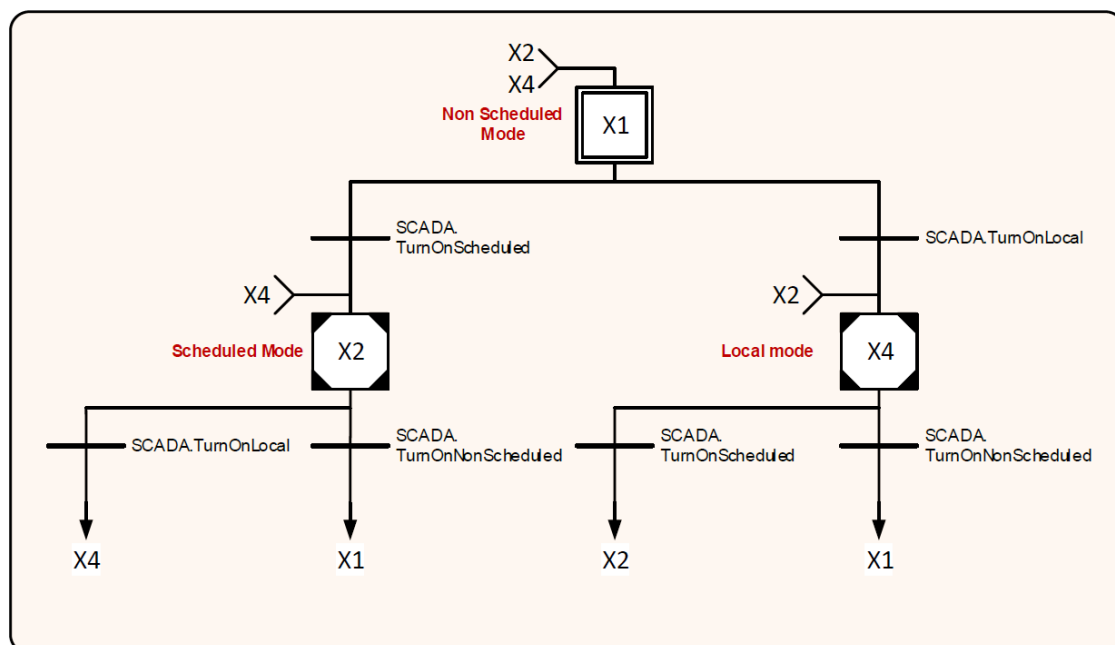 X2
X4
Non Scheduled
Mode
X1
SCADA.
TurnOnScheduled
SCADA.TurnOnLocal
X4
X2
Scheduled Mode
X2
Local mode
X4
SCADA.TurnOnLocal
SCADA.
TurnOnNonScheduled
SCADA.
TurnOnScheduled
SCADA.
TurnOnNonScheduled
X4
X1
X2
X1